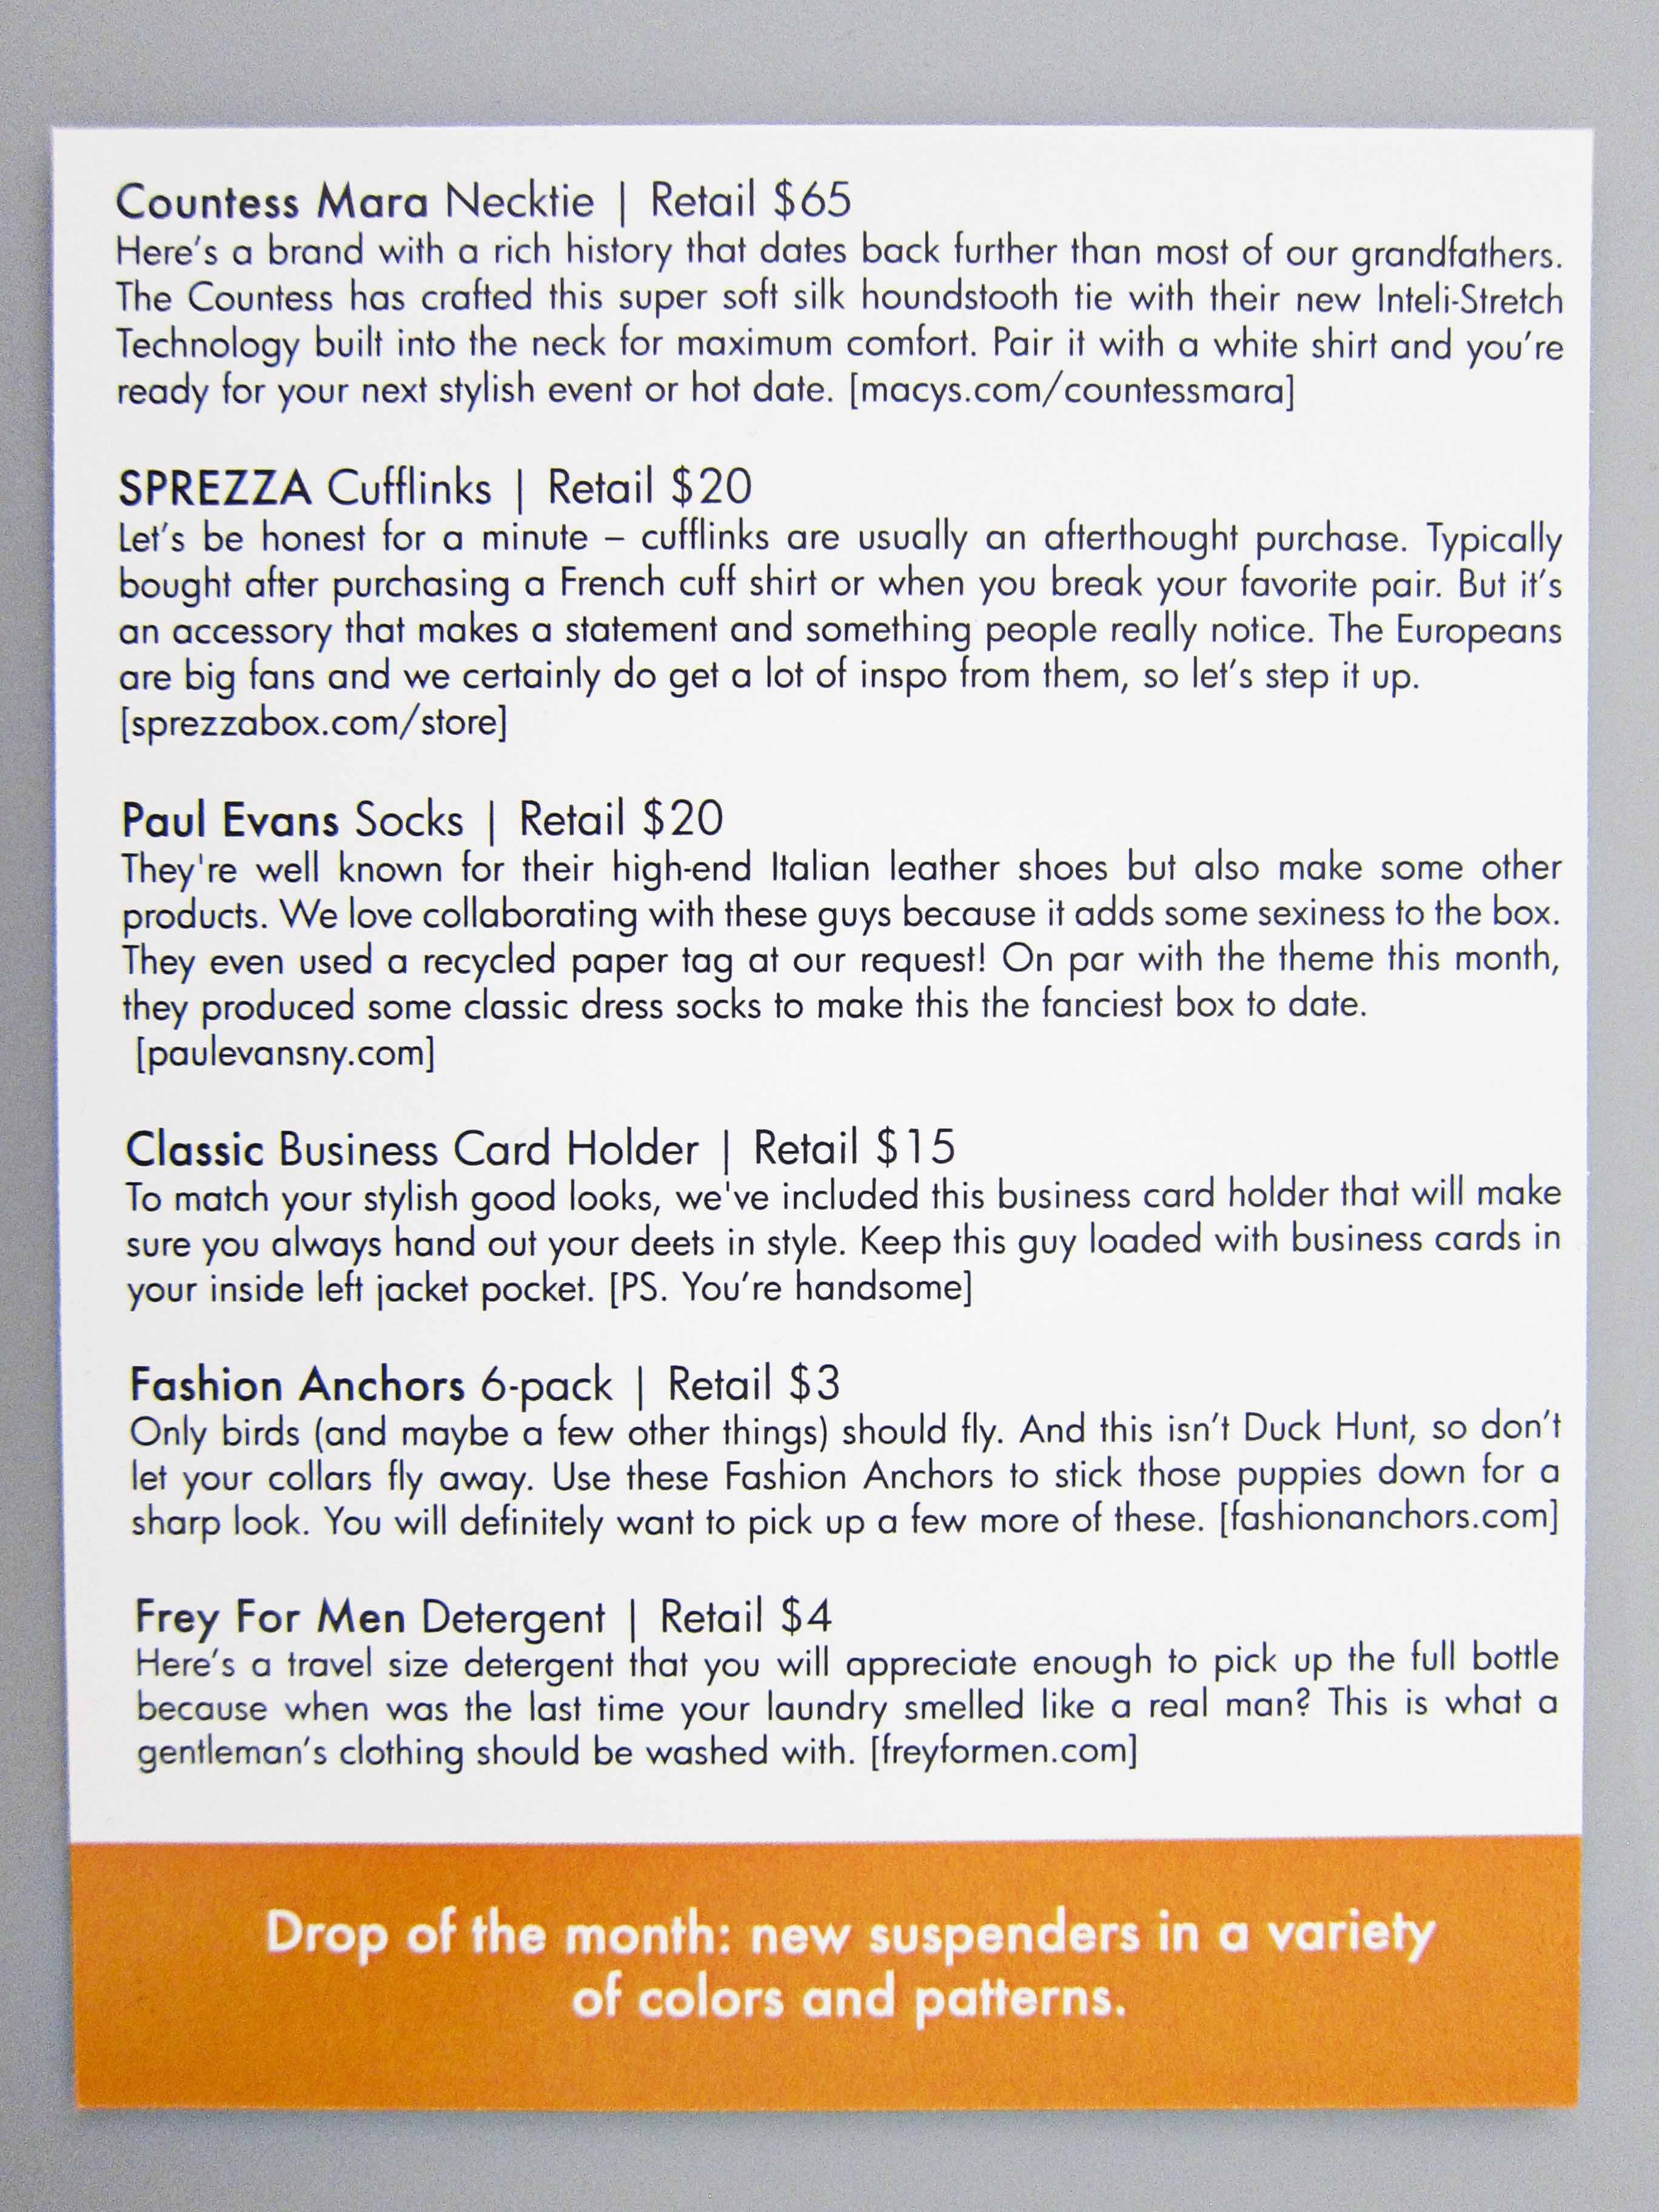 Countess Mara Necktie | Retail $65
Here's a brand with a rich history that dates back further than most of our grandfathers.
The Countess has crafted this super soft silk houndstooth tie with their new Inteli-Stretch
Technology built into the neck for maximum comfort. Pair it with a white shirt and you're
ready for your next stylish event or hot date. [macys.com/countessmara]
SPREZZA Cufflinks | Retail $20
Let's be honest for a minute – cufflinks are usually an afterthought purchase. Typically
bought after purchasing a French cuff shirt or when you break your favorite pair. But it's
an accessory that makes a statement and something people really notice. The Europeans
are big fans and we certainly do get a lot of inspo from them, so let's step it up.
[sprezzabox.com/store]
Paul Evans Socks | Retail $20
They're well known for their high-end Italian leather shoes but also make some other
products. We love collaborating with these guys because it adds some sexiness to the box.
They even used a recycled paper tag at our request! On par with the theme this month,
they produced some classic dress socks to make this the fanciest box to date.
[paulevansny.com]
Classic Business Card Holder | Retail $15
To match your stylish good looks, we've included this business card holder that will make
sure you always hand out your deets in style. Keep this guy loaded with business cards in
your inside left jacket pocket. [PS. You're handsome]
Fashion Anchors 6-pack | Retail $3
Only birds (and maybe a few other things) should fly. And this isn't Duck Hunt, so don't
let your collars fly away. Use these Fashion Anchors to stick those puppies down for a
sharp look. You will definitely want to pick up a few more of these. [fashionanchors.com]
Frey For Men Detergent | Retail $4
Here's a travel size detergent that you will appreciate enough to pick up the full bottle
because when was the last time your laundry smelled like a real man? This is what a
gentleman's clothing should be washed with. [freyformen.com]
Drop of the month: new suspenders in a variety
of colors and patterns.